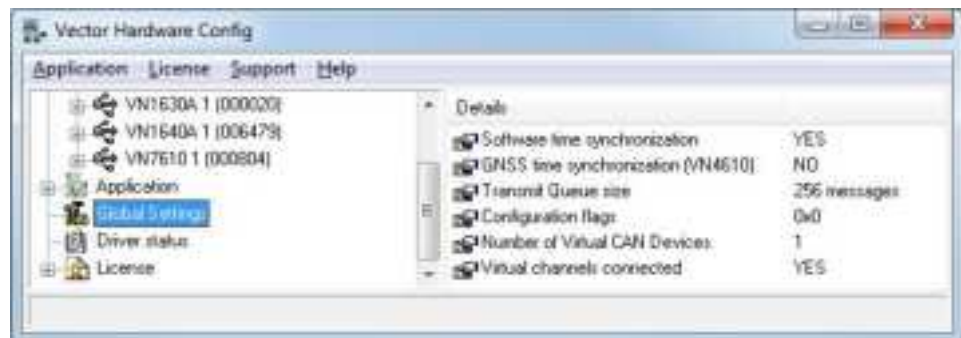 Vector Hardware Config
Application License Support Help
VN1630A 1 (000020)
VN1640A 1 (006479)
VN7610 1 (000804)
Application
Global Settings
Driver status
License
Details
Software time synchronization YES
GNSS time synchronization (VN4610) NO
Transmit Queue size 256 messages
Configuration flags 0x0
Number of Virtual CAN Devices 1
Virtual channels connected YES